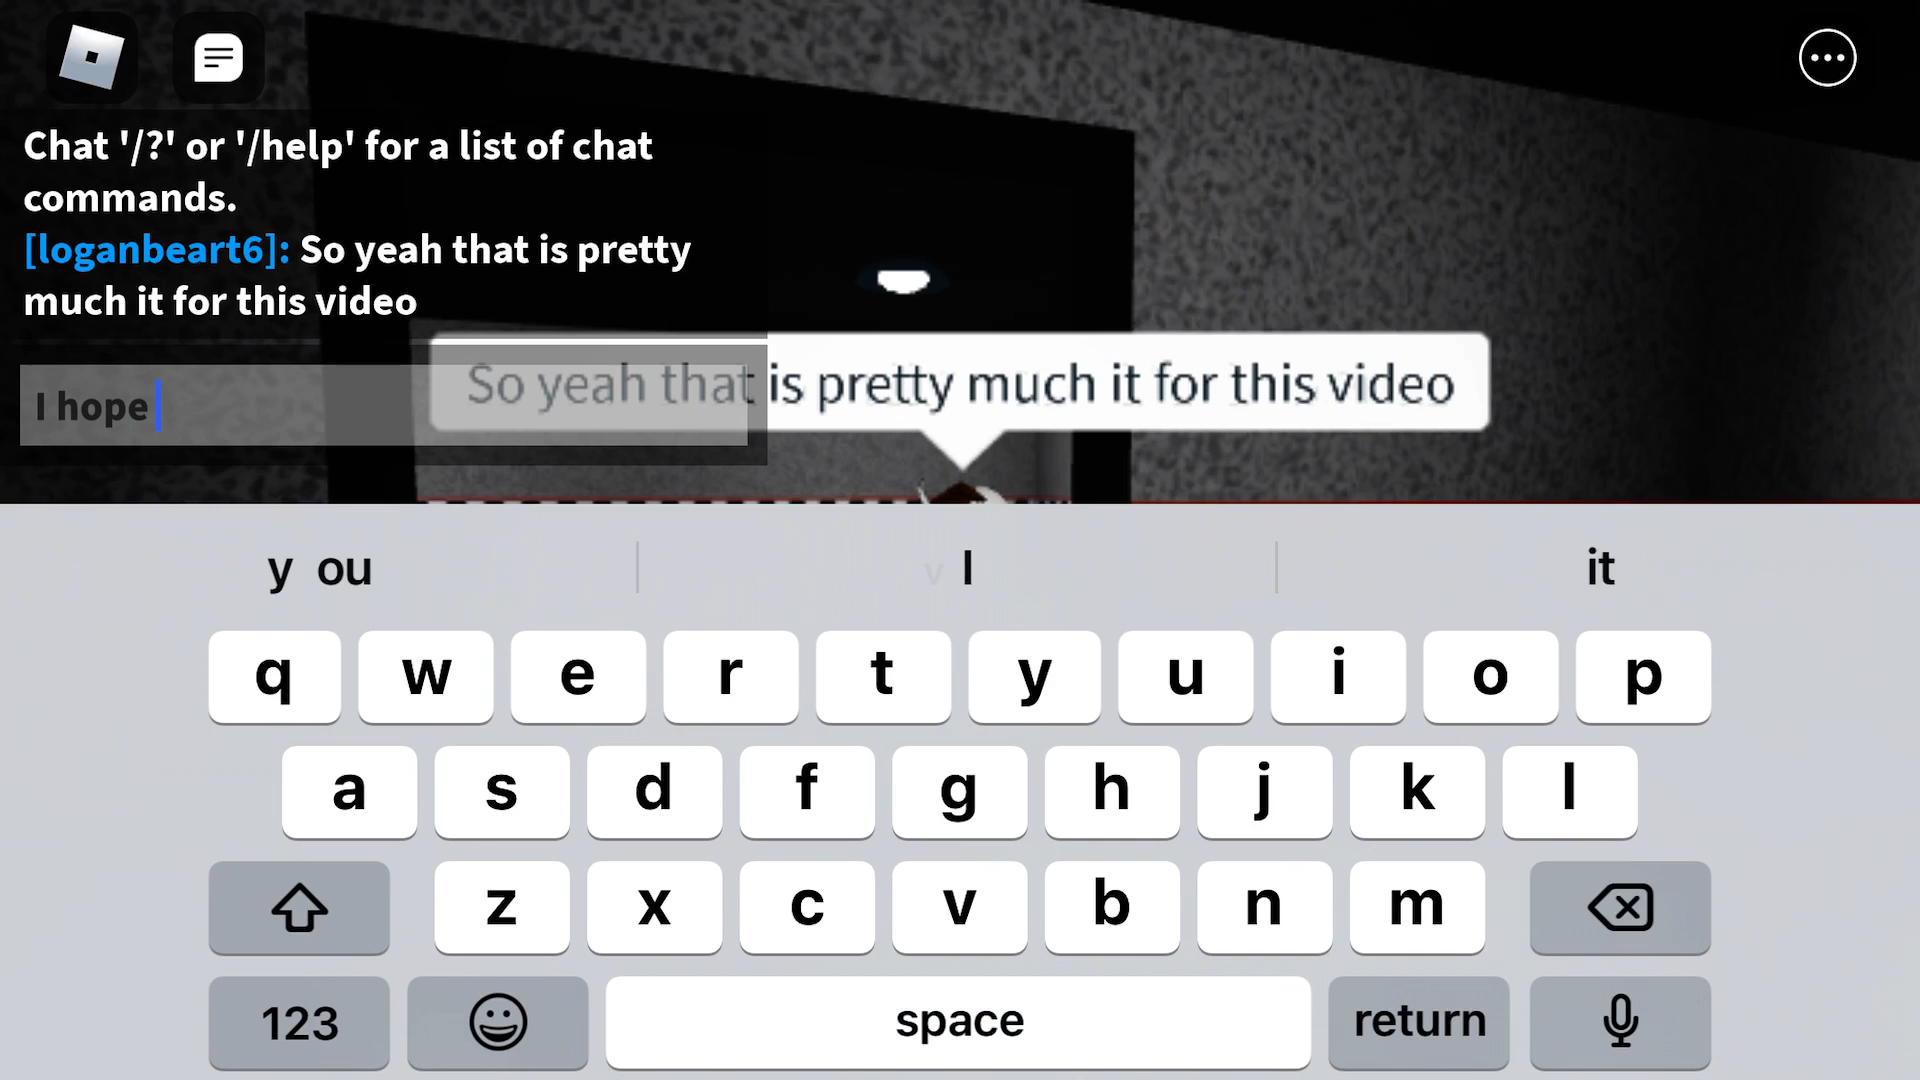 Chat '/?' or '/help' for a list of chat
commands.
[loganbeart6]: So yeah that is pretty
much it for this video
So yeah that is pretty much it for this video
I hope
y ou I it
q w e r t y u i o p
a s d f g h j k l
z x c v b n m
123 space return